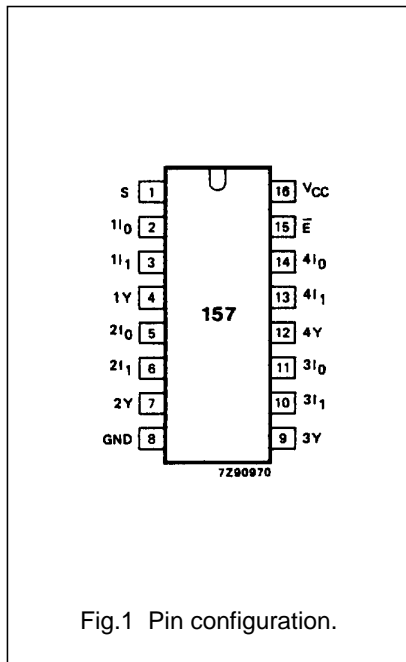 S 1 16 VCC
1I0 2 15 E̅
1I1 3 14 4I0
1Y 4 13 4I1
157
2I0 5 12 4Y
2I1 6 11 3I0
2Y 7 10 3I1
GND 8 9 3Y
7Z90970
Fig.1 Pin configuration.